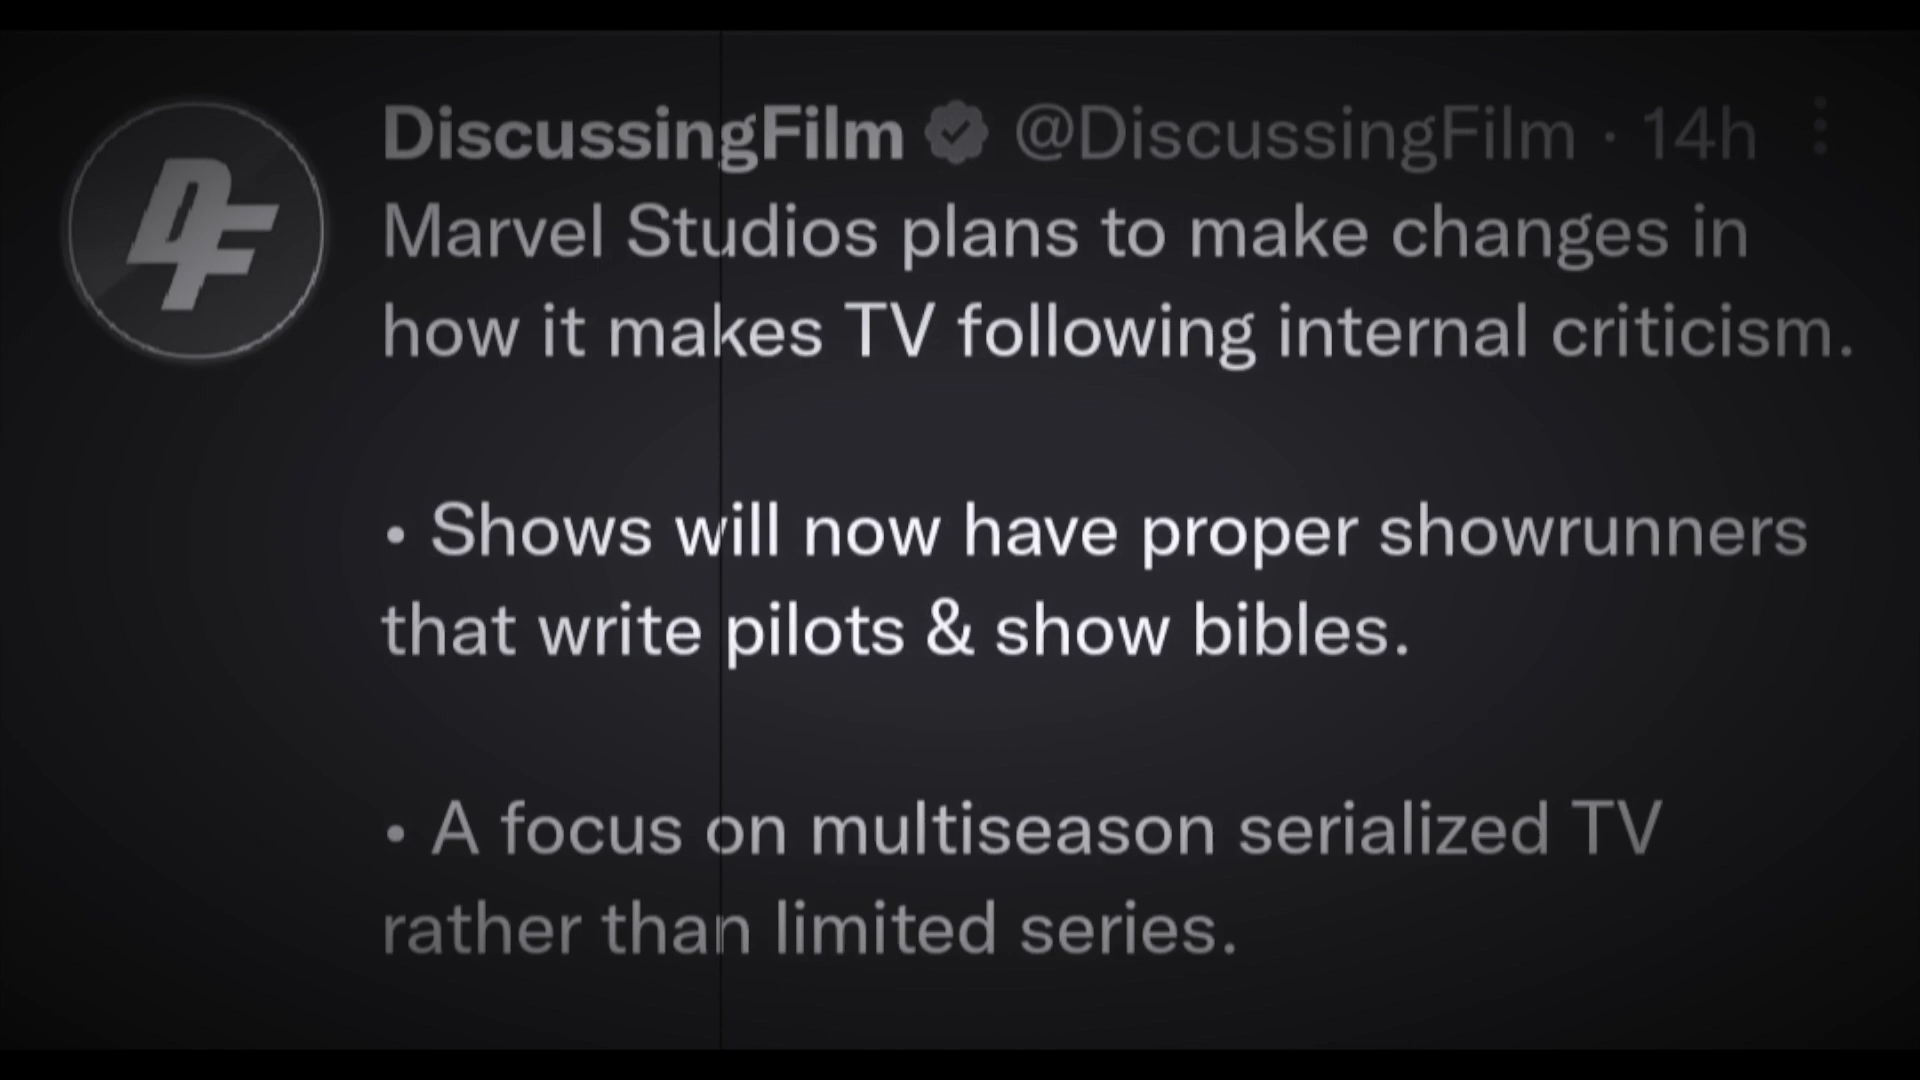 DF
DiscussingFilm @DiscussingFilm · 14h
Marvel Studios plans to make changes in
how it makes TV following internal criticism.
• Shows will now have proper showrunners
that write pilots & show bibles.
• A focus on multiseason serialized TV
rather than limited series.